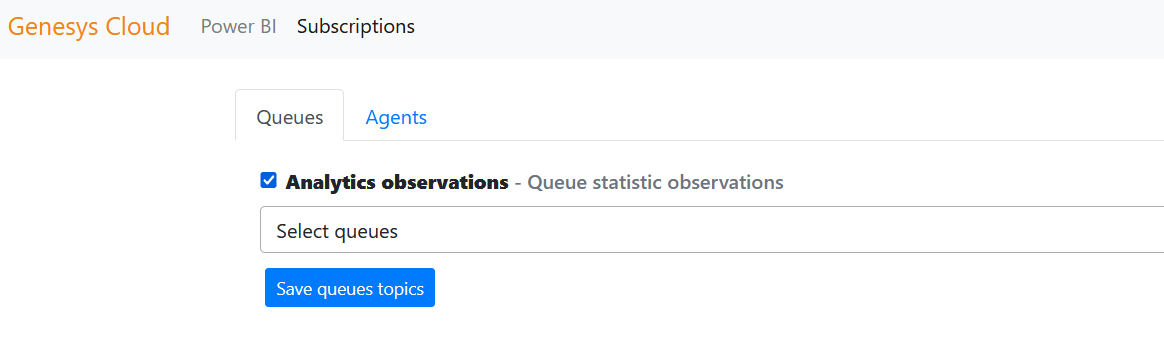 Genesys Cloud Power BI Subscriptions
Queues Agents
Analytics observations - Queue statistic observations
Select queues
Save queues topics